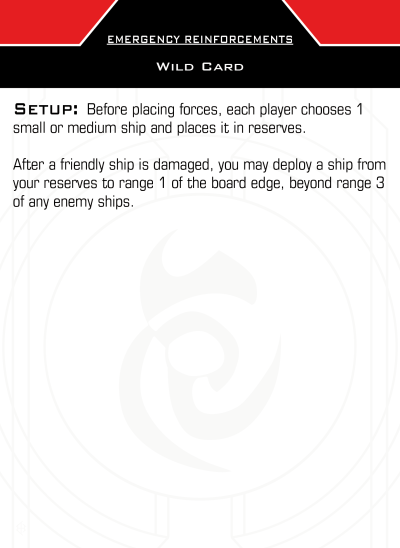 EMERGENCY REINFORCEMENTS
WILD CARD
SETUP: Before placing forces, each player chooses 1
small or medium ship and places it in reserves.
After a friendly ship is damaged, you may deploy a ship from
your reserves to range 1 of the board edge, beyond range 3
of any enemy ships.